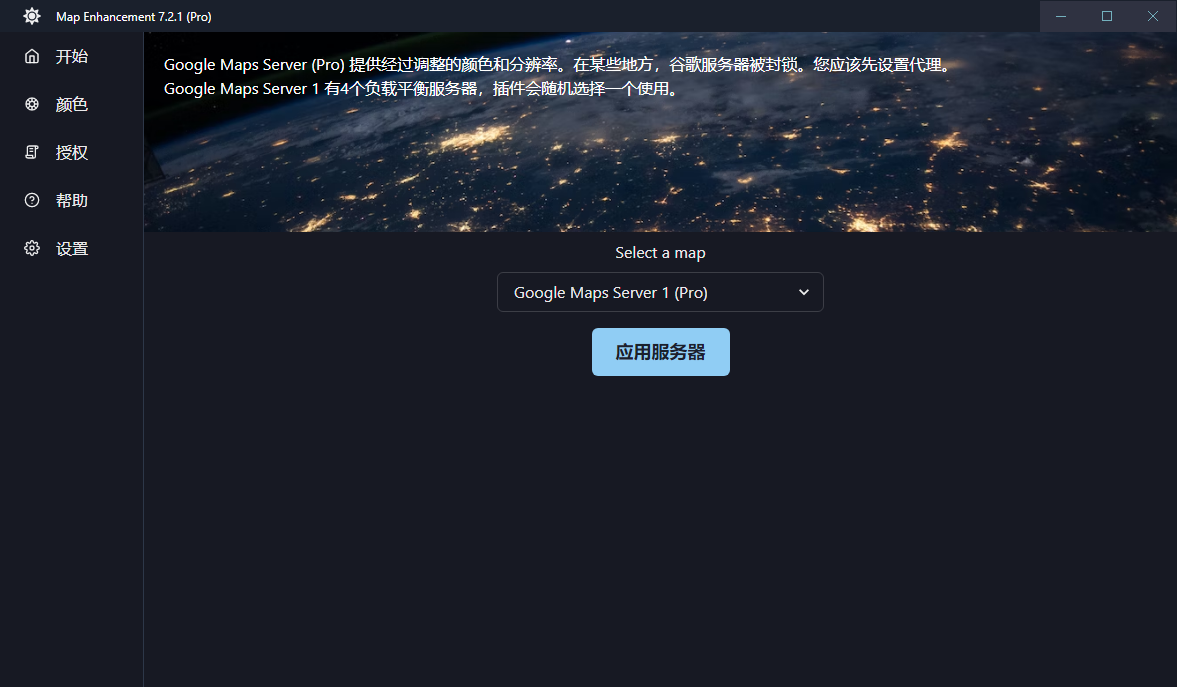 Map Enhancement 7.2.1 (Pro)
开始
颜色
授权
帮助
设置
Google Maps Server (Pro) 提供经过调整的颜色和分辨率。在某些地方，谷歌服务器被封锁。您应该先设置代理。
Google Maps Server 1 有4个负载平衡服务器，插件会随机选择一个使用。
Select a map
Google Maps Server 1 (Pro)
应用服务器